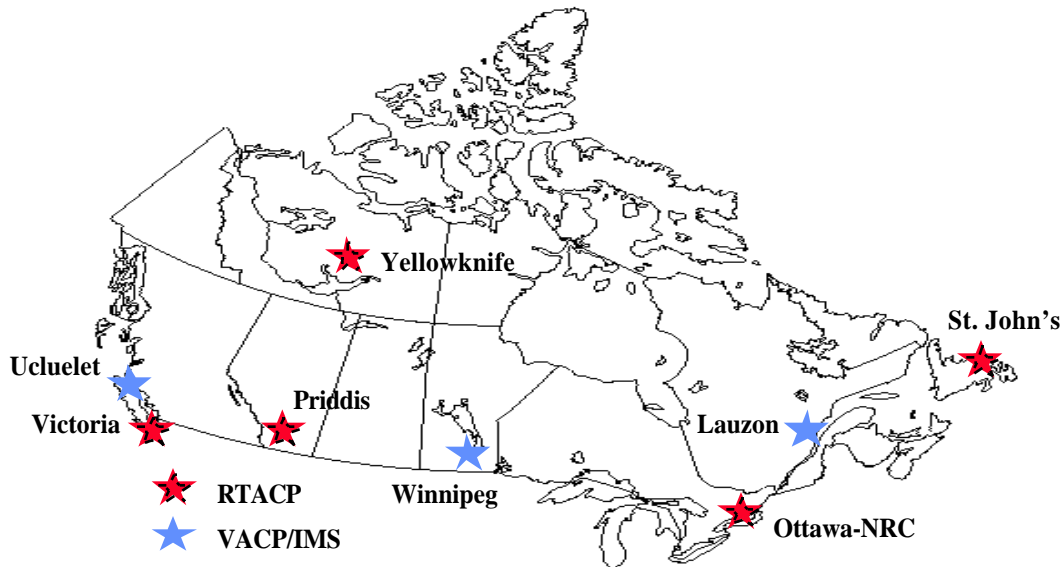 Yellowknife
St. John's
Ucluelet
Priddis
Victoria
Lauzon
Winnipeg
RTACP
Ottawa-NRC
VACP/IMS